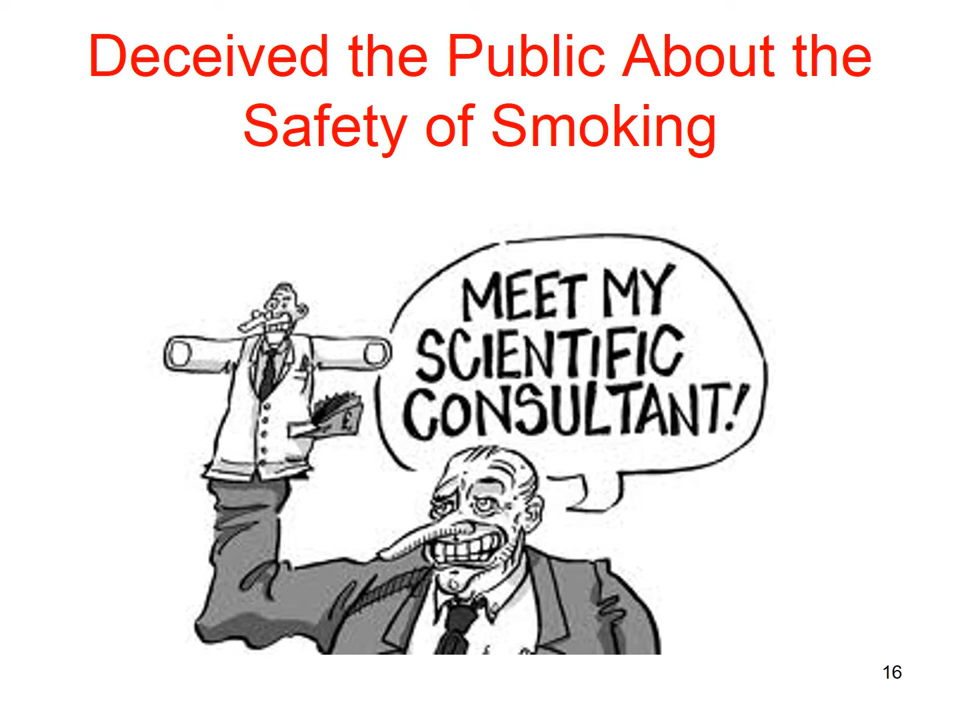 Deceived the Public About the
Safety of Smoking
MEET MY
SCIENTIFIC
CONSULTANT!
£
16